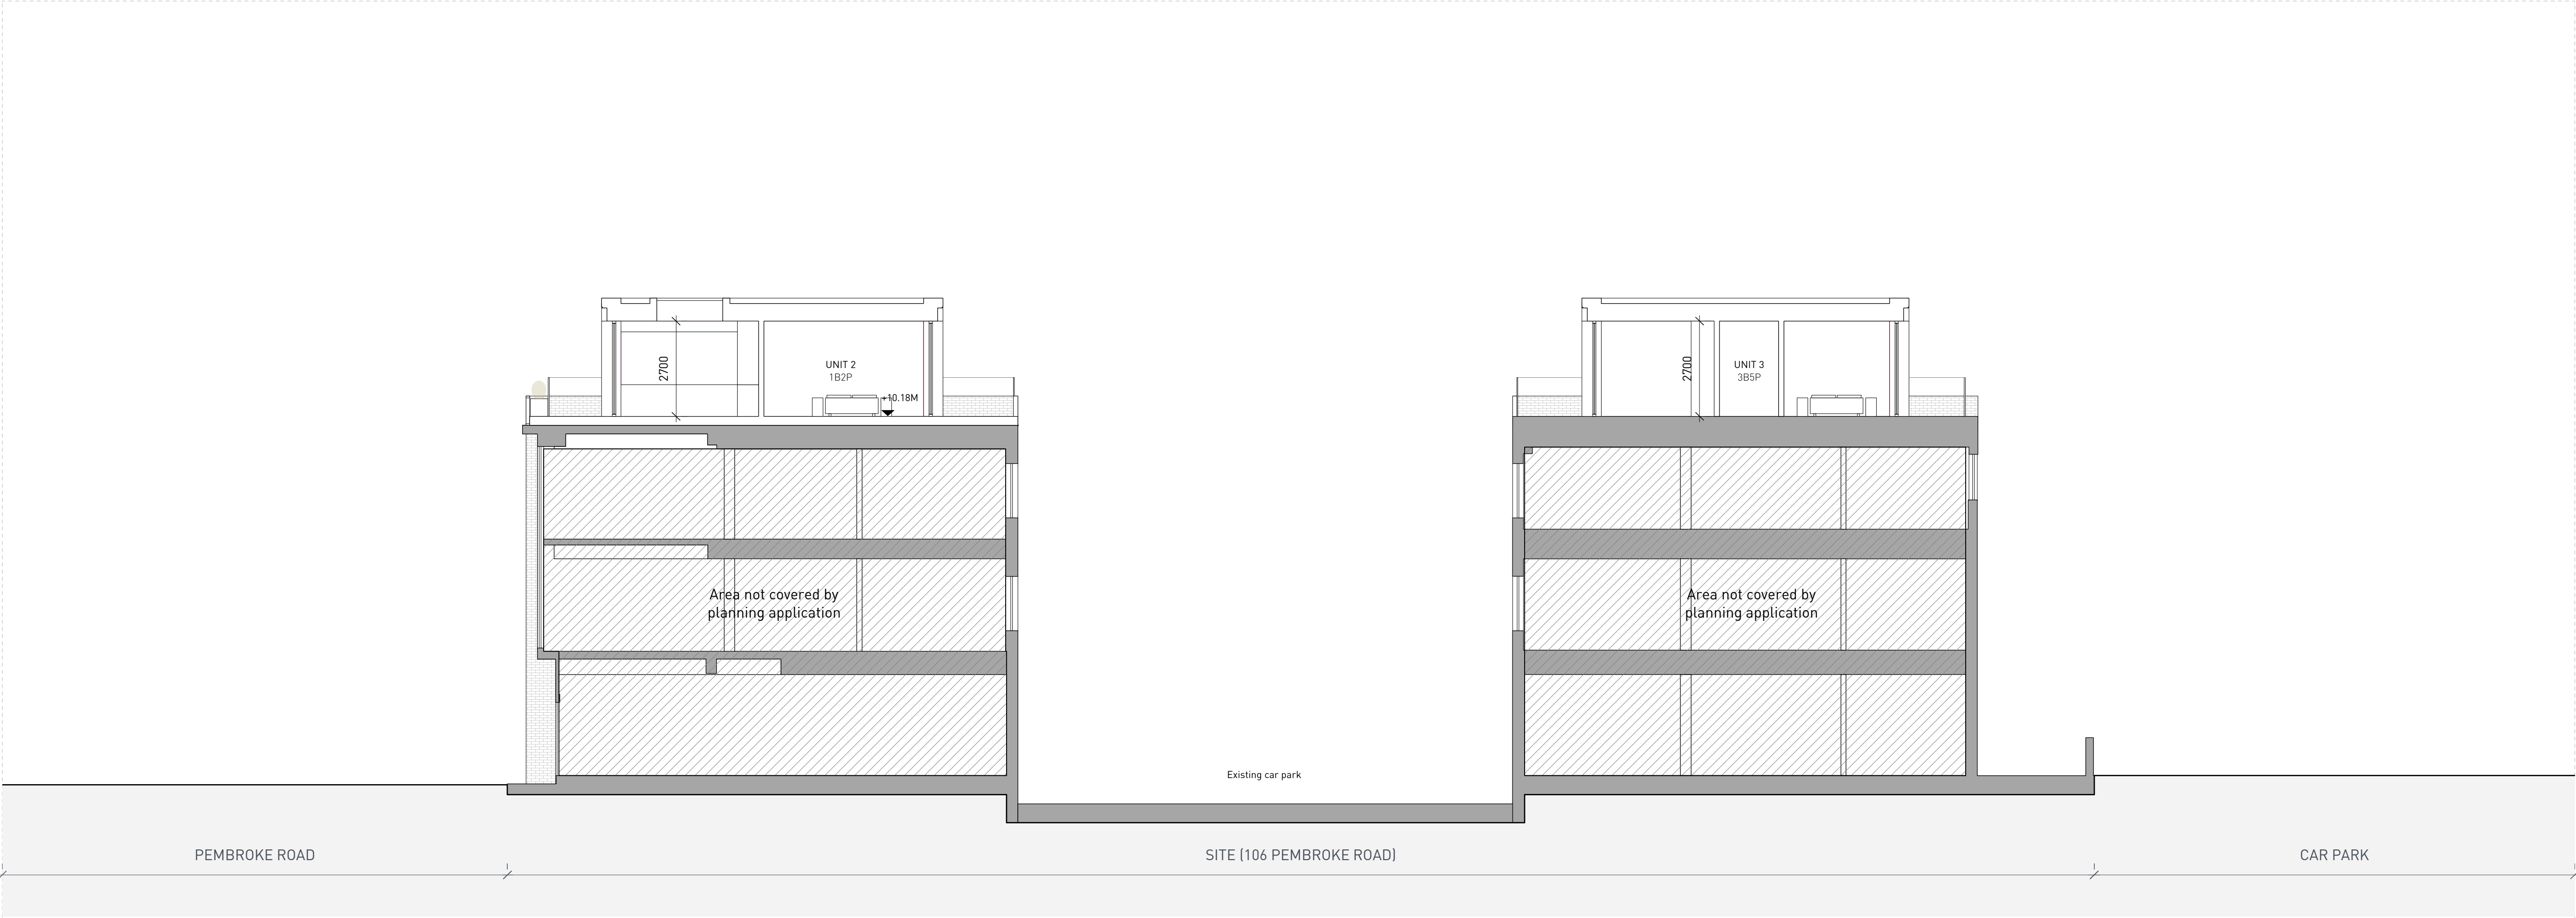 2700
UNIT 2
1B2P
+10.18M
2700
UNIT 3
3B5P
Area not covered by
planning application
Area not covered by
planning application
Existing car park
PEMBROKE ROAD
SITE (106 PEMBROKE ROAD)
CAR PARK